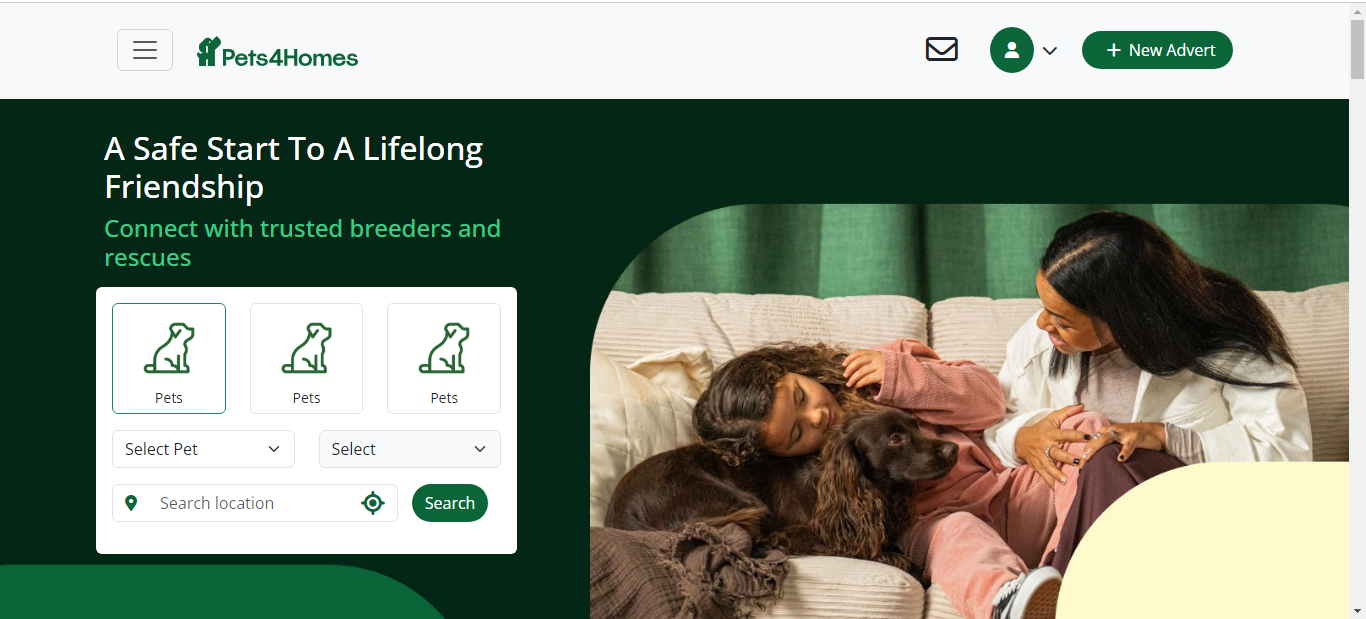 Pets4Homes
New Advert
A Safe Start To A Lifelong
Friendship
Connect with trusted breeders and
rescues
Pets
Pets
Pets
Select Pet
Select
Search location
Search